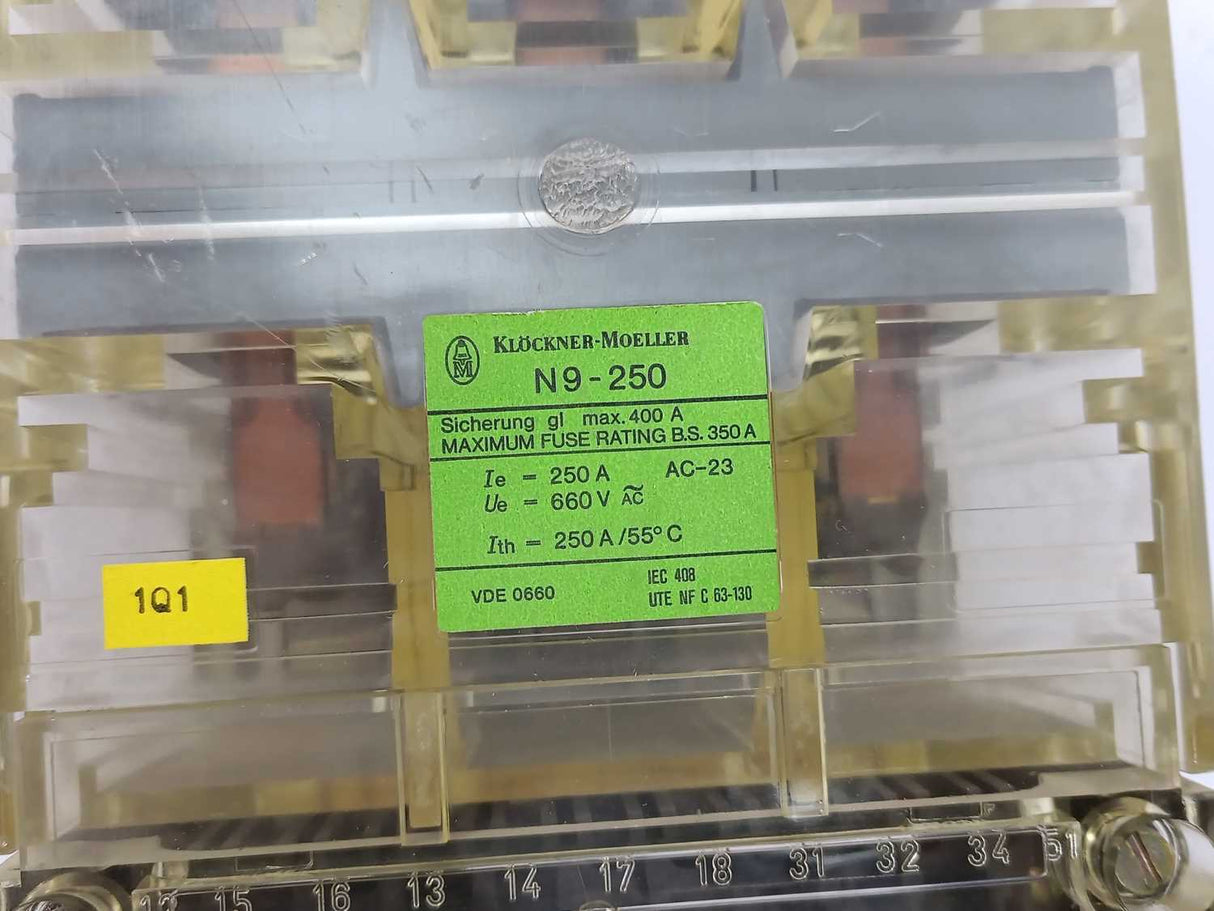 KLÖCKNER-MOELLER
N9-250
Sicherung gl max. 400 A
MAXIMUM FUSE RATING B.S. 350 A
Ie = 250 A AC-23
Ue = 660 V AC
Ith = 250 A/55° C
VDE 0660 IEC 408
UTE NF C 63-130
1Q1
15 16 13 14 17 18 31 32 34